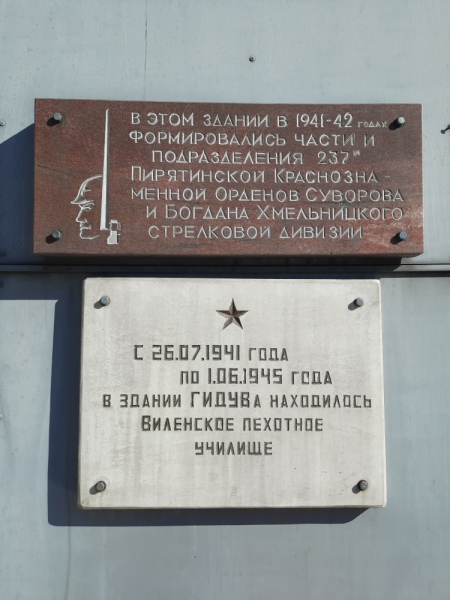 В ЭТОМ ЗДАНИИ В 1941-42 ГОДАХ
ФОРМИРОВАЛИСЬ ЧАСТИ И
ПОДРАЗДЕЛЕНИЯ 237Й
ПИРЯТИНСКОЙ КРАСНОЗНА-
МЕННОЙ ОРДЕНОВ СУВОРОВА
И БОГДАНА ХМЕЛЬНИЦКОГО
СТРЕЛКОВОЙ ДИВИЗИИ
С 26.07.1941 ГОДА
ПО 1.06.1945 ГОДА
В ЗДАНИИ ГИДУВА НАХОДИЛОСЬ
ВИЛЕНСКОЕ ПЕХОТНОЕ
УЧИЛИЩЕ